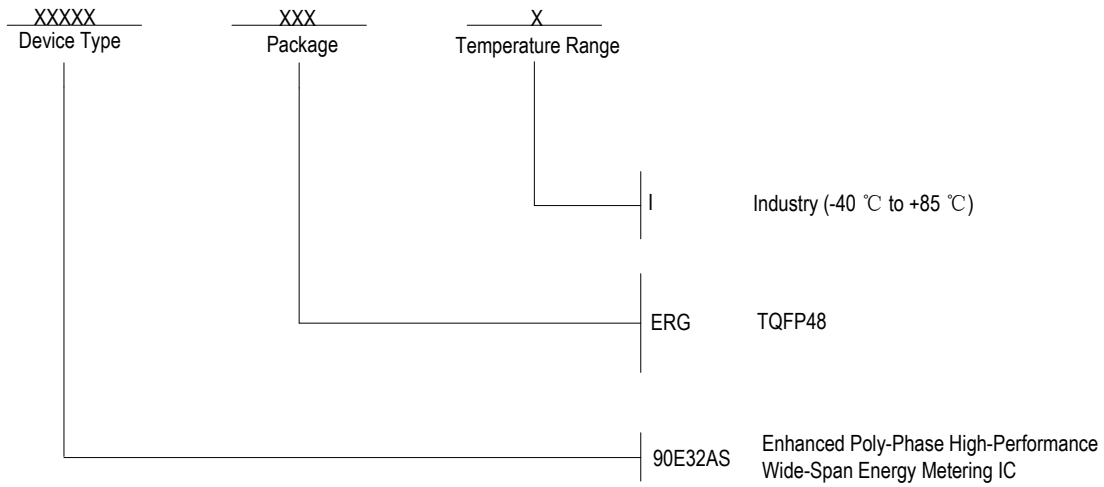 XXXXX XXX X
Device Type Package Temperature Range
I Industry (-40 ℃ to +85 ℃)
ERG TQFP48
90E32AS Enhanced Poly-Phase High-Performance
Wide-Span Energy Metering IC